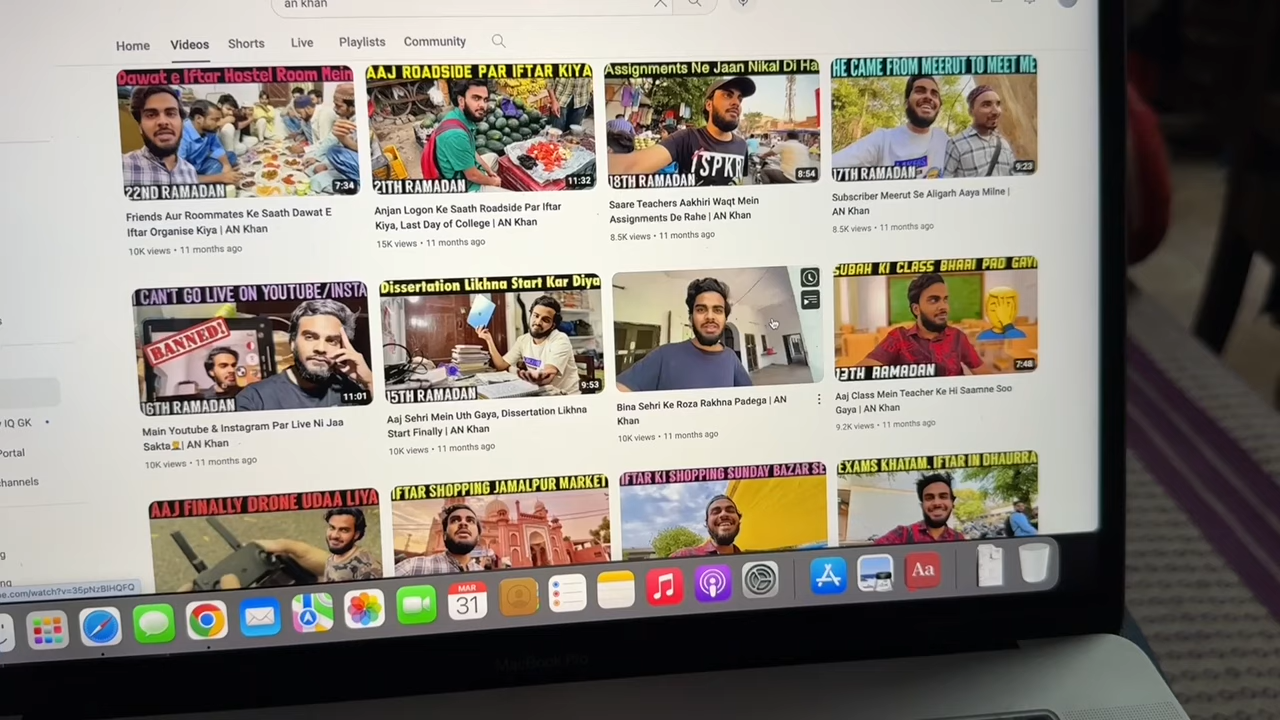 an khan
Home Videos Shorts Live Playlists Community
Dawat e Iftar Hostel Room Mein
22ND RAMADAN
7:34
Friends Aur Roommates Ke Saath Dawat E
Iftar Organise Kiya | AN Khan
10K views • 11 months ago
AAJ ROADSIDE PAR IFTAR KIYA
21TH RAMADAN
11:32
Anjan Logon Ke Saath Roadside Par Iftar
Kiya, Last Day of College | AN Khan
15K views • 11 months ago
Assignments Ne Jaan Nikal Di Ha
18TH RAMADAN
8:54
Saare Teachers Aakhiri Waqt Mein
Assignments De Rahe | AN Khan
8.5K views • 11 months ago
HE CAME FROM MEERUT TO MEET ME
17TH RAMADAN
9:23
Subscriber Meerut Se Aligarh Aaya Milne |
AN Khan
8.5K views • 11 months ago
I CAN'T GO LIVE ON YOUTUBE/INSTA
BANNED!
16TH RAMADAN
11:01
Main Youtube & Instagram Par Live Ni Jaa
Sakta🤦| AN Khan
10K views • 11 months ago
Dissertation Likhna Start Kar Diya
15TH RAMADAN
9:53
Aaj Sehri Mein Uth Gaya, Dissertation Likhna
Start Finally | AN Khan
10K views • 11 months ago
Bina Sehri Ke Roza Rakhna Padega | AN
Khan
10K views • 11 months ago
SUBAH KI CLASS BHARI PAD GAYI
13TH RAMADAN
7:48
Aaj Class Mein Teacher Ke Hi Saamne Soo
Gaya | AN Khan
9.2K views • 11 months ago
IQ GK
AAJ FINALLY DRONE UDAA LIYA
IFTAR SHOPPING JAMALPUR MARKET
IFTAR KI SHOPPING SUNDAY BAZAR SE
EXAMS KHATAM, IFTAR IN DHAURRA
be.com/watch?v=35pNzBIHQFQ
MAR
31
Aa
MacBook Pro